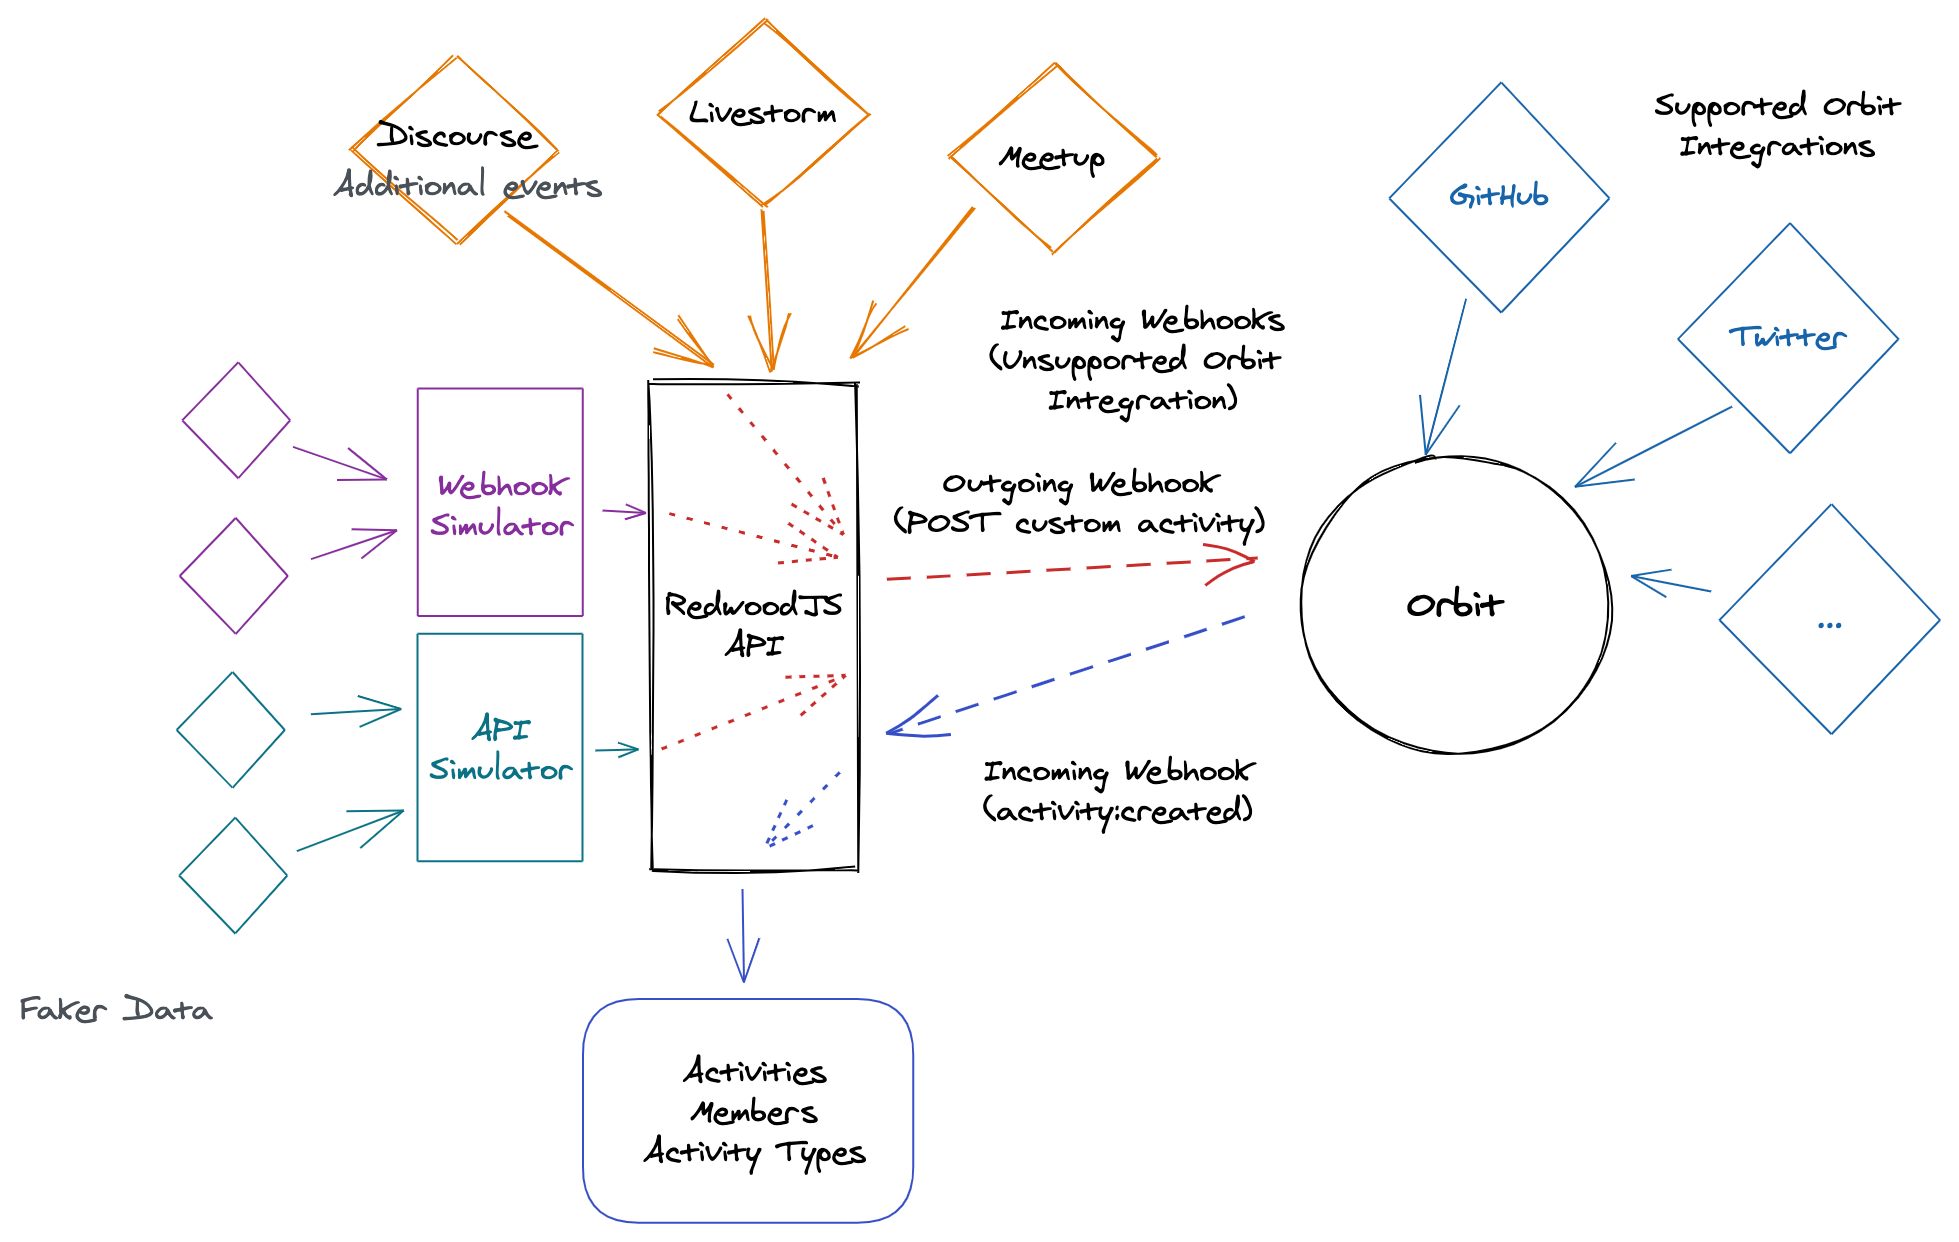 Livestorm
Discourse
Additional events
Meetup
Supported Orbit
Integrations
GitHub
Twitter
...
Incoming Webhooks
(Unsupported Orbit
Integration)
Webhook
Simulator
Outgoing Webhook
(POST custom activity)
RedwoodJS
API
Orbit
API
Simulator
Incoming Webhook
(activity:created)
Faker Data
Activities
Members
Activity Types